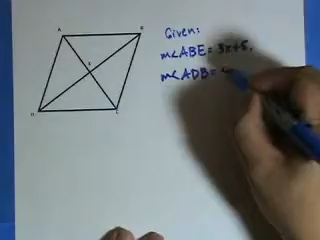 A
B
Given:
m∠ABE = 3x+5,
E
m∠ADB =
D
C